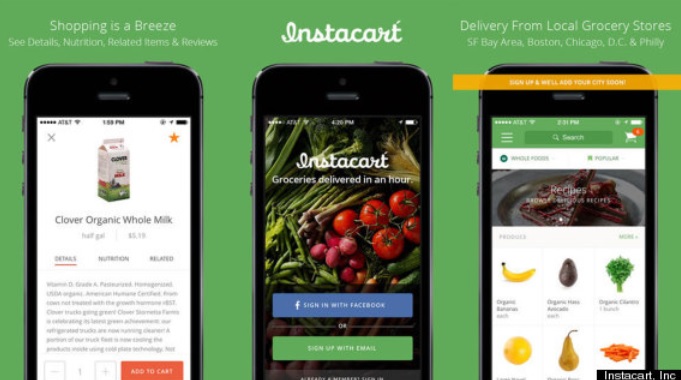 Shopping is a Breeze
See Details, Nutrition, Related Items & Reviews
AT&T 1:59 PM
Clover Organic Whole Milk
half gal $5.19
DETAILS NUTRITION RELATED
Vitamin D. Grade A. Pasteurized. Homogenized.
USDA organic. American Humane Certified. From
cows not treated with the growth hormone rBST.
Clover trucks going green! Clover Stornetta Farms
is celebrating its latest green achievement: our
refrigerated trucks are now running cleaner! A
portion of our truck fleet is now cooling the
products inside using cold plate technology. Not
1
ADD TO CART
Instacart
AT&T 4:20 PM
Instacart
Groceries delivered in an hour.
f SIGN IN WITH FACEBOOK
OR
SIGN UP WITH EMAIL
ALREADY A MEMBER? SIGN IN
Delivery From Local Grocery Stores
SF Bay Area, Boston, Chicago, D.C. & Philly
SIGN UP & WE'LL ADD YOUR CITY SOON!
AT&T 2:31 PM
Search
WHOLE FOODS POPULAR
Recipes
BROWSE DELICIOUS RECIPES
PRODUCE MORE >
Organic Bananas
each
Organic Hass Avocado
each
Organic Cilantro
1 bunch
Instacart, Inc